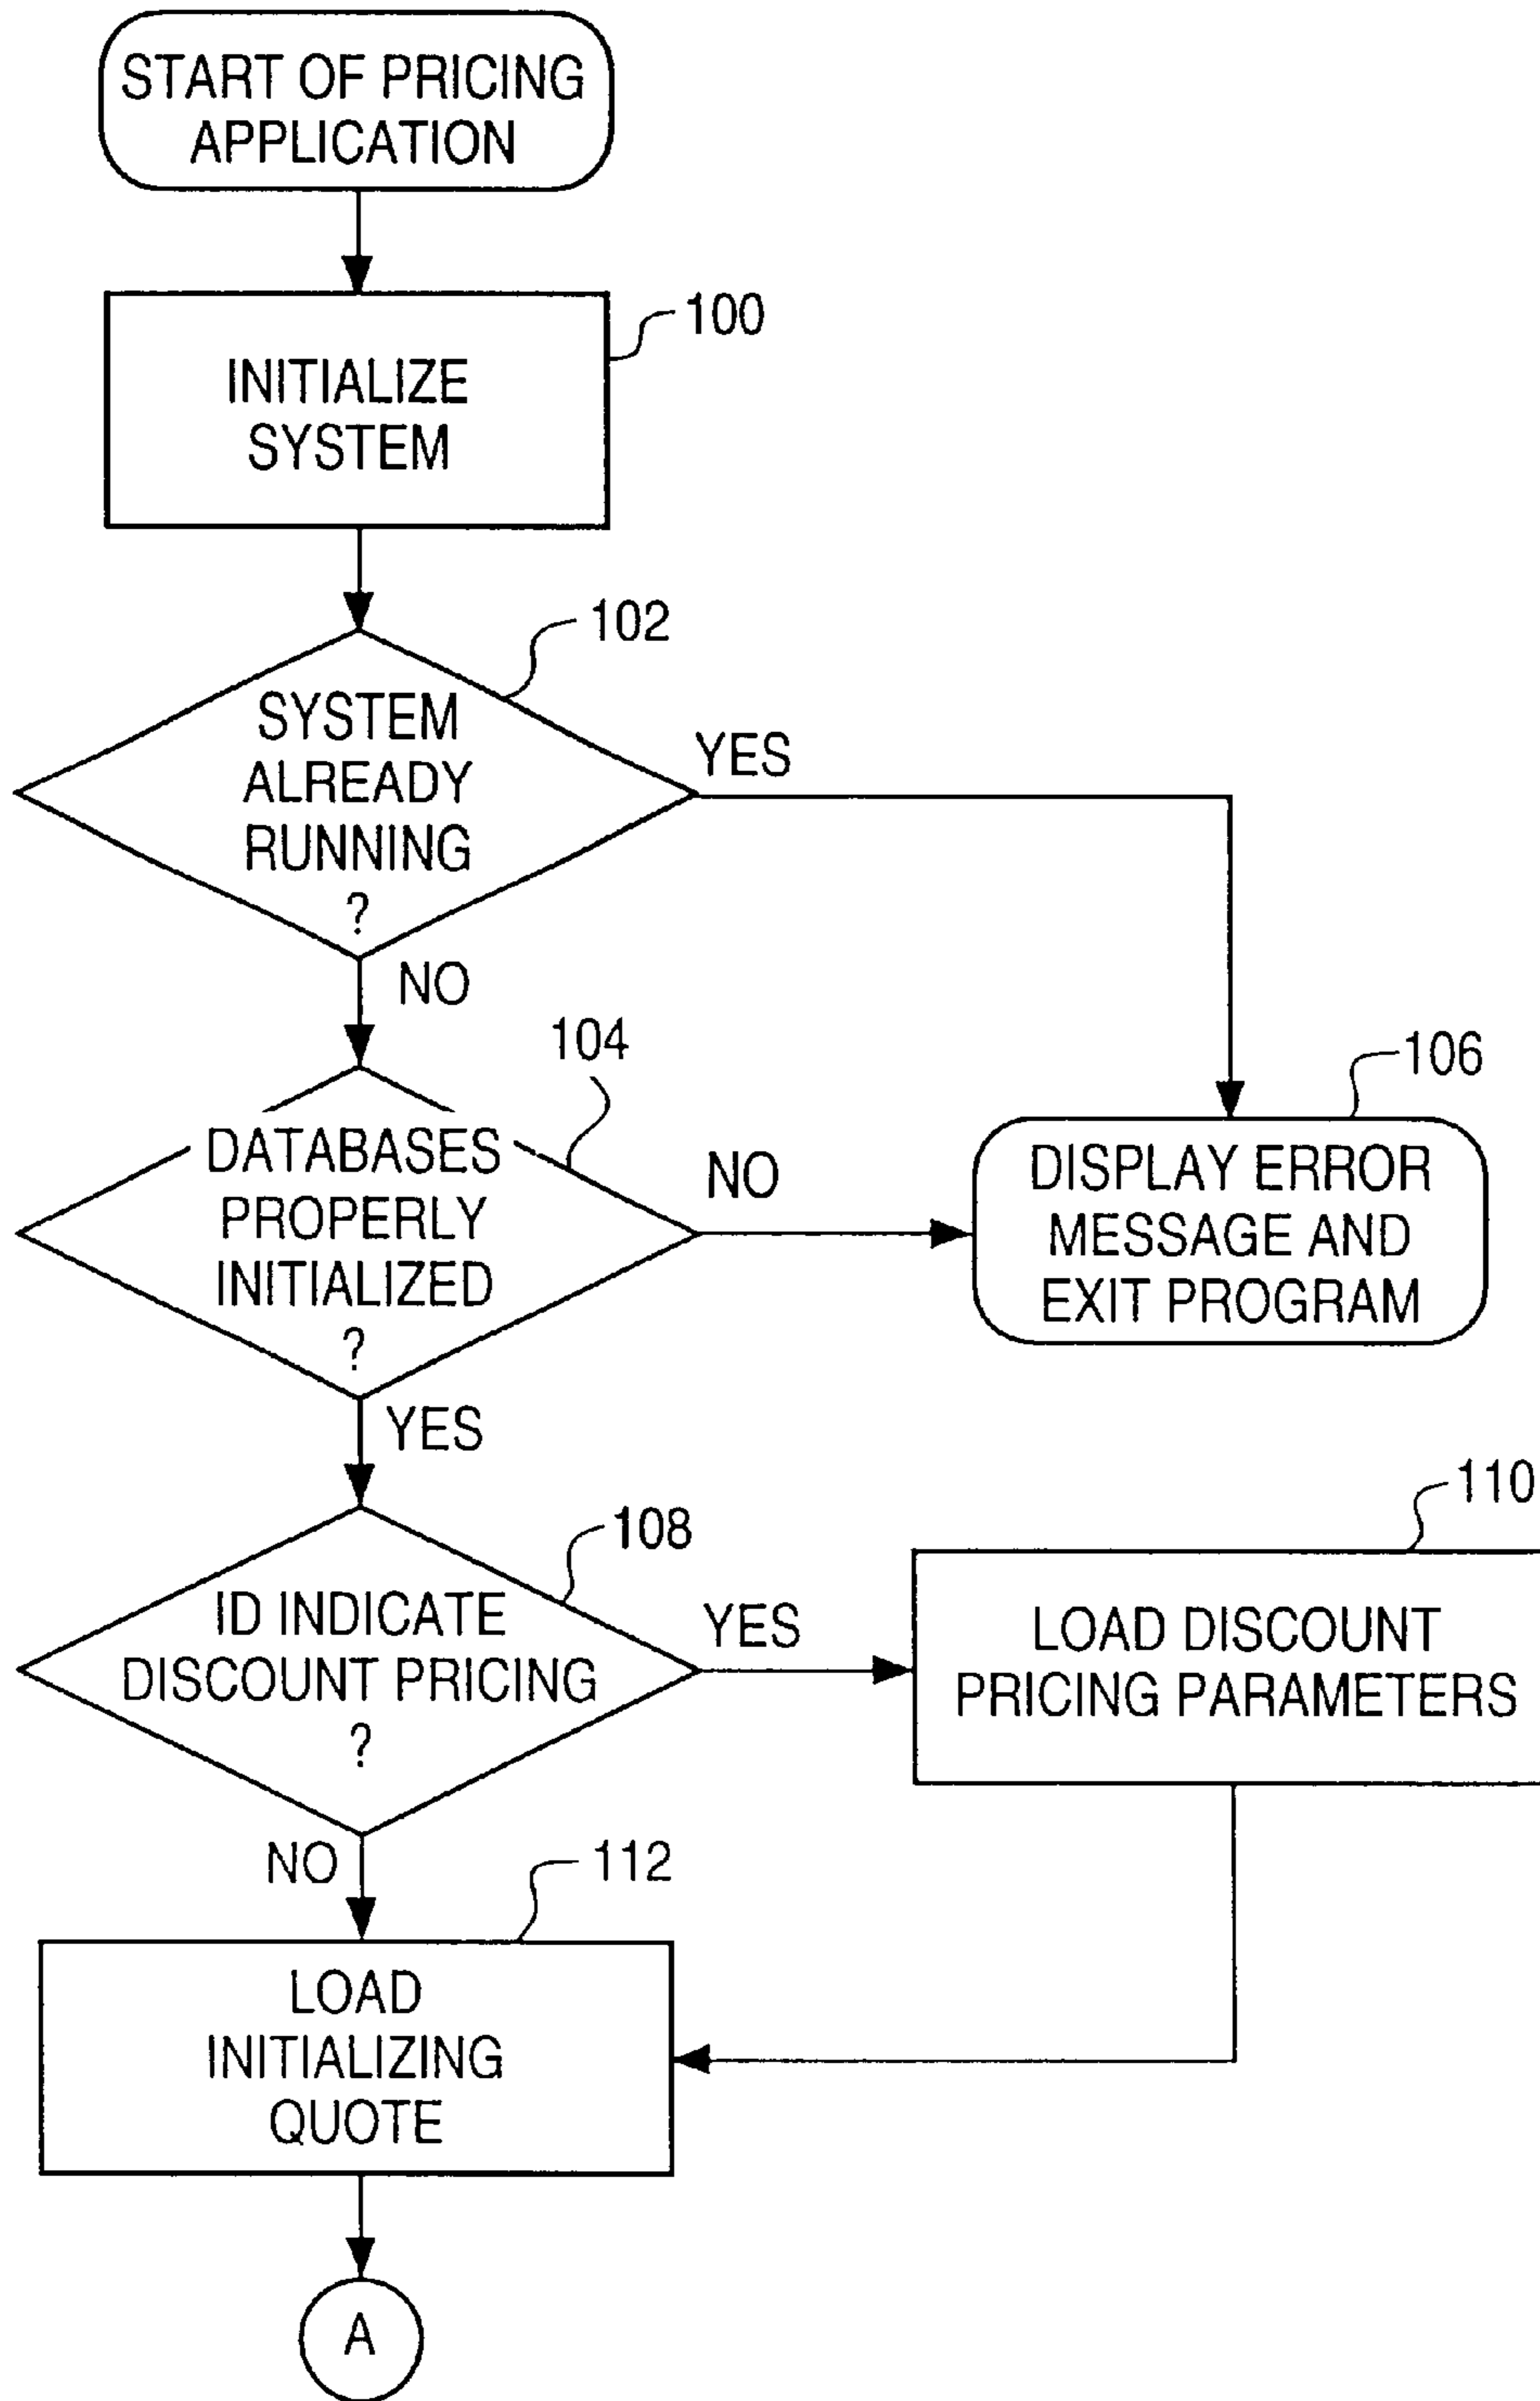 START OF PRICING
APPLICATION
100
INITIALIZE
SYSTEM
102
SYSTEM
ALREADY
RUNNING
?
YES
NO
104
106
DATABASES
PROPERLY
INITIALIZED
?
NO
DISPLAY ERROR
MESSAGE AND
EXIT PROGRAM
YES
108
110
ID INDICATE
DISCOUNT PRICING
?
YES
LOAD DISCOUNT
PRICING PARAMETERS
NO
112
LOAD
INITIALIZING
QUOTE
A